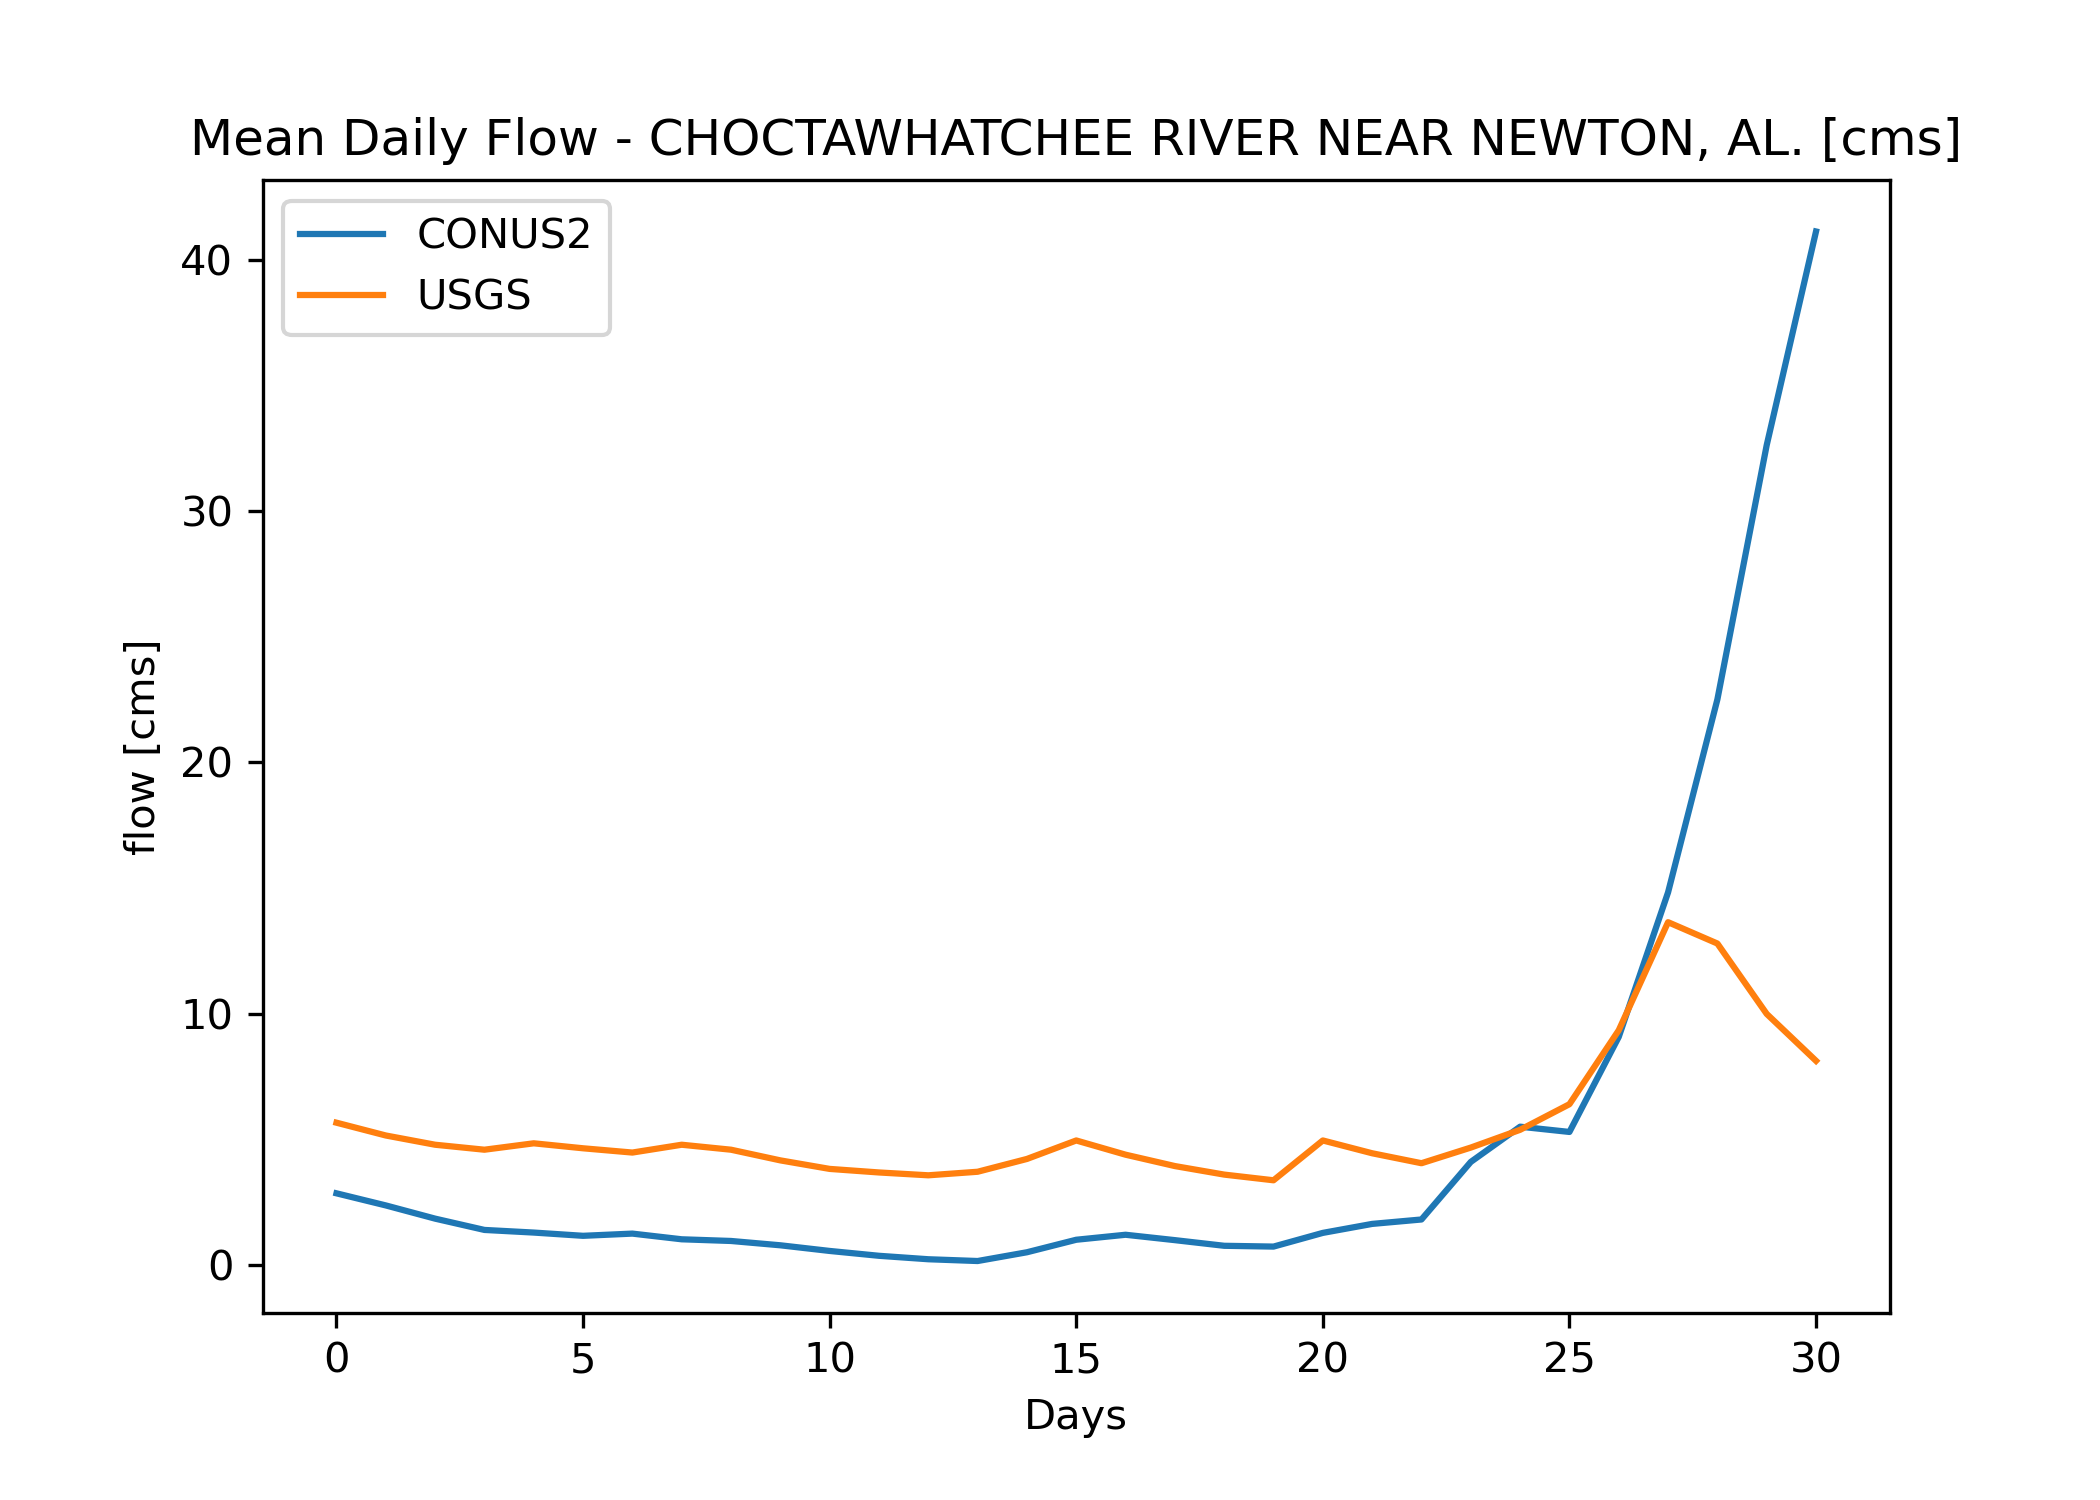 Mean Daily Flow - CHOCTAWHATCHEE RIVER NEAR NEWTON, AL. [cms]
CONUS2
USGS
40
30
20
10
0
flow [cms]
0 5 10 15 20 25 30
Days